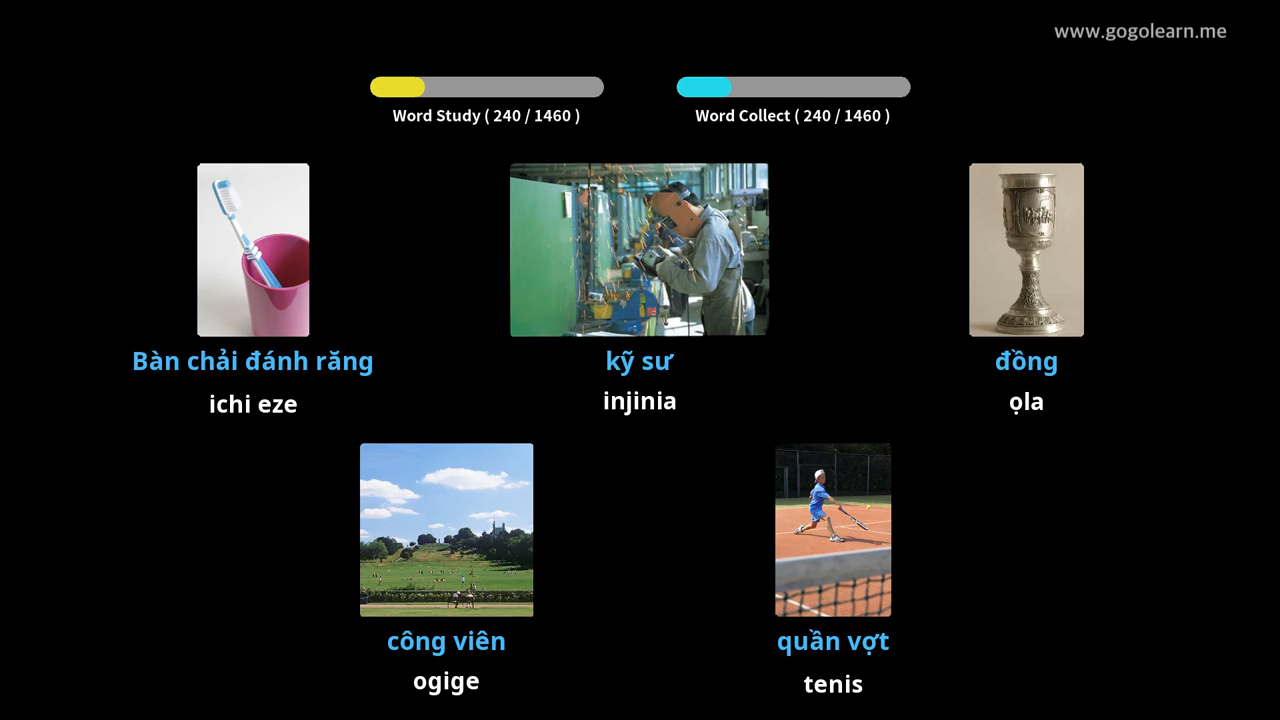 www.gogolearn.me
Word Study ( 240 / 1460 )
Word Collect ( 240 / 1460 )
Bàn chải đánh răng
ichi eze
kỹ sư
injinia
đồng
ọla
công viên
ogige
quần vợt
tenis